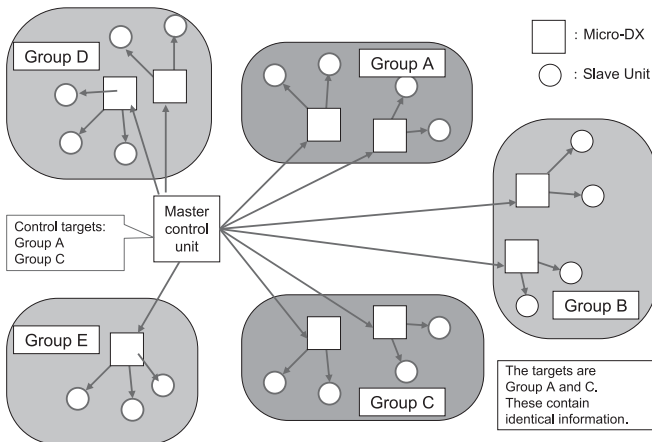 Group D
Group A
: Micro-DX
: Slave Unit
Control targets:
Group A
Group C
Master
control
unit
Group B
Group E
Group C
The targets are
Group A and C.
These contain
identical information.